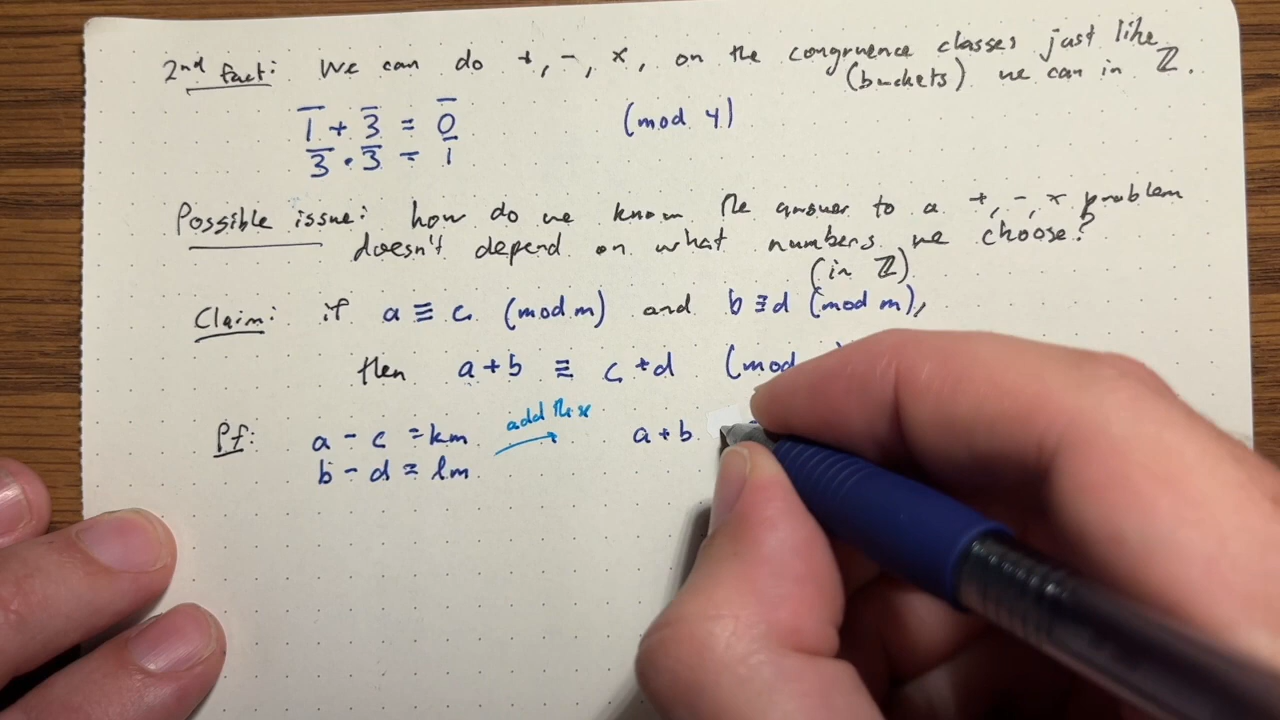 2nd fact: We can do +, -, x, on the congruence classes just like
(buckets) we can in ℤ.
1̅ + 3̅ = 0̅ (mod 4)
3̅ · 3̅ = 1̅
Possible issue: how do we know the answer to a +, -, x problem
doesn't depend on what numbers we choose?
(in ℤ)
Claim: if a ≡ c (mod m) and b ≡ d (mod m),
then a + b ≡ c + d (mod
Pf: a - c = km add these a + b
b - d = lm